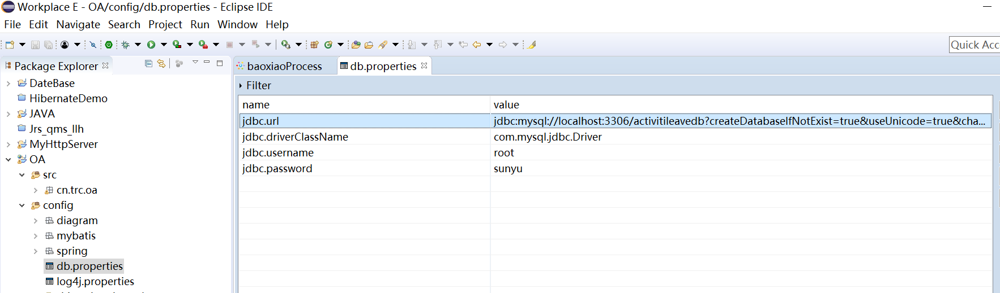 Workplace E - OA/config/db.properties - Eclipse IDE
File Edit Navigate Search Project Run Window Help
Quick Acc
Package Explorer
baoxiaoProcess
db.properties
DateBase
HibernateDemo
JAVA
Jrs_qms_llh
MyHttpServer
OA
src
cn.trc.oa
config
diagram
mybatis
spring
db.properties
log4j.properties
Filter
name value
jdbc.url jdbc:mysql://localhost:3306/activitileavedb?createDatabaseIfNotExist=true&useUnicode=true&cha...
jdbc.driverClassName com.mysql.jdbc.Driver
jdbc.username root
jdbc.password sunyu